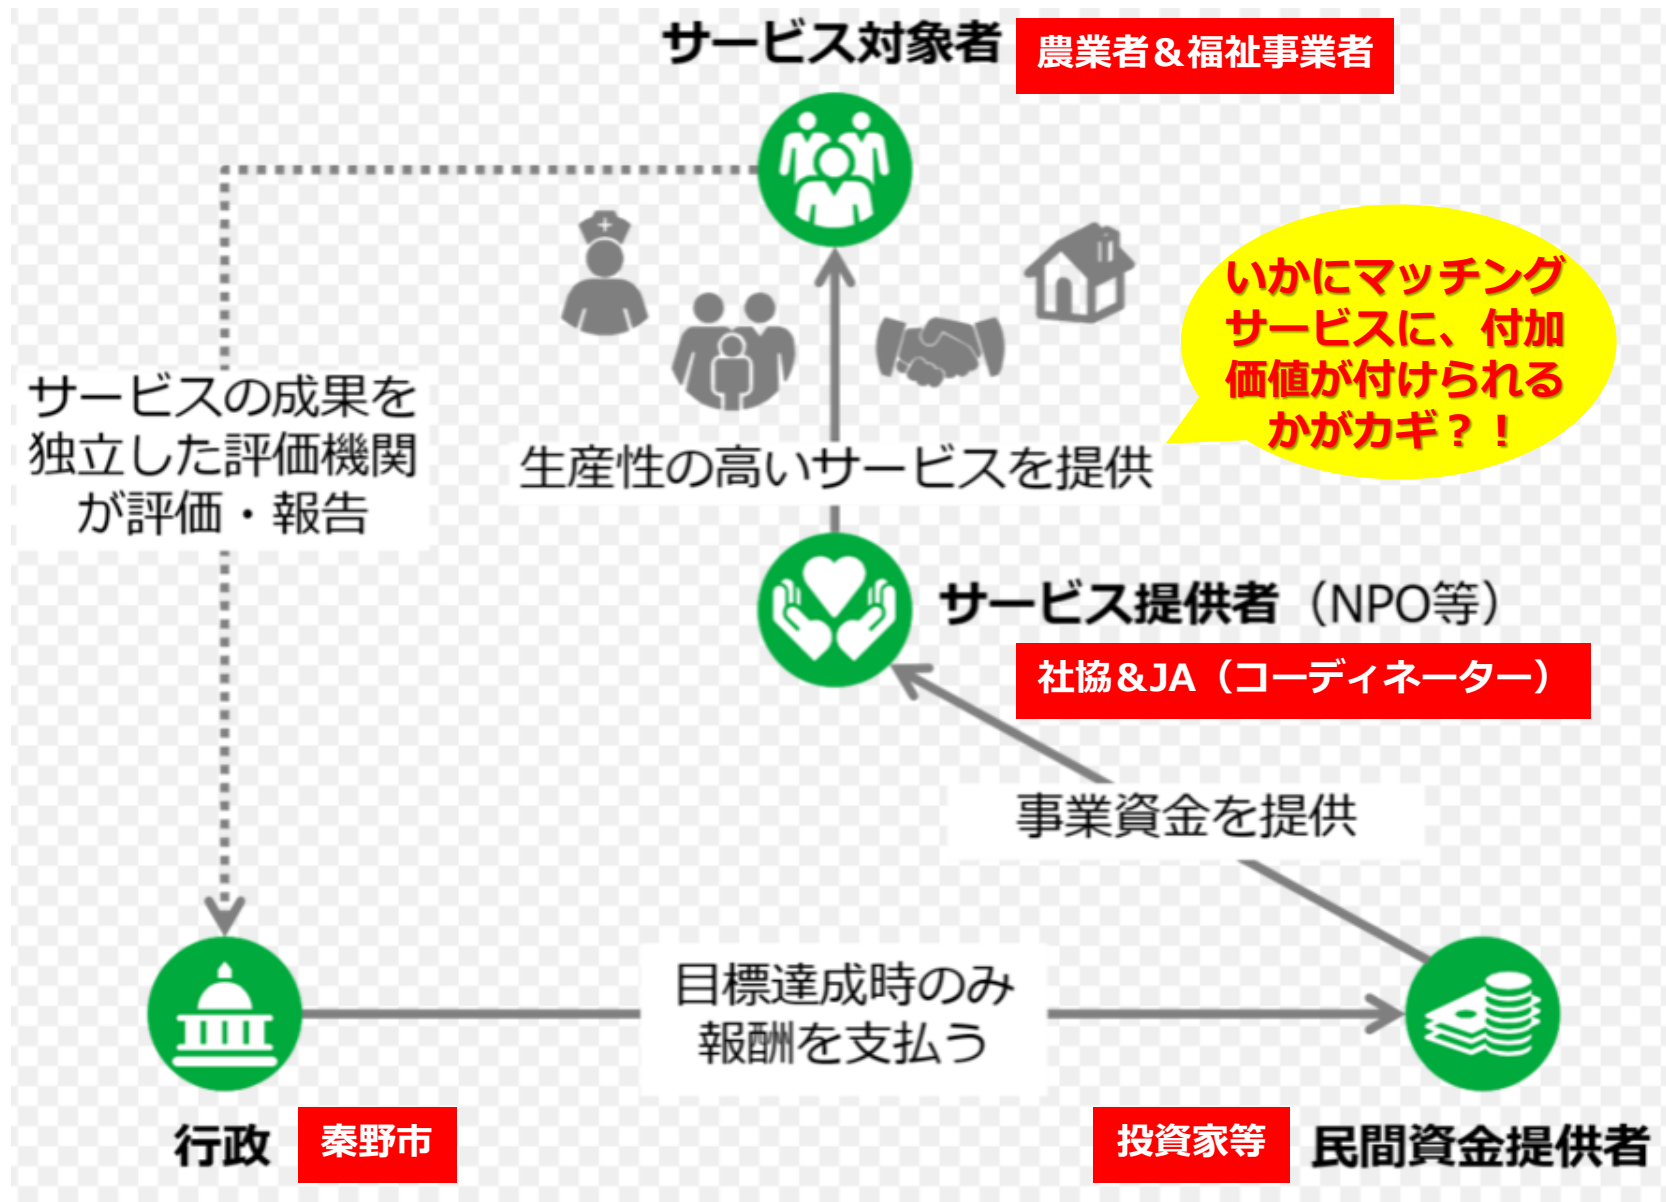 サービス対象者
農業者＆福祉事業者
いかにマッチング
サービスに、付加
価値が付けられる
かがカギ？！
サービスの成果を
独立した評価機関
が評価・報告
生産性の高いサービスを提供
サービス提供者（NPO等）
社協＆JA（コーディネーター）
事業資金を提供
目標達成時のみ
報酬を支払う
行政
秦野市
投資家等
民間資金提供者